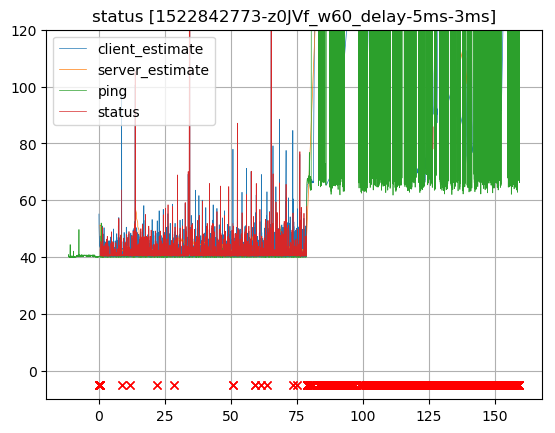 status [1522842773-z0JVf_w60_delay-5ms-3ms]
120
100
80
60
40
20
0
client_estimate
server_estimate
ping
status
0 25 50 75 100 125 150